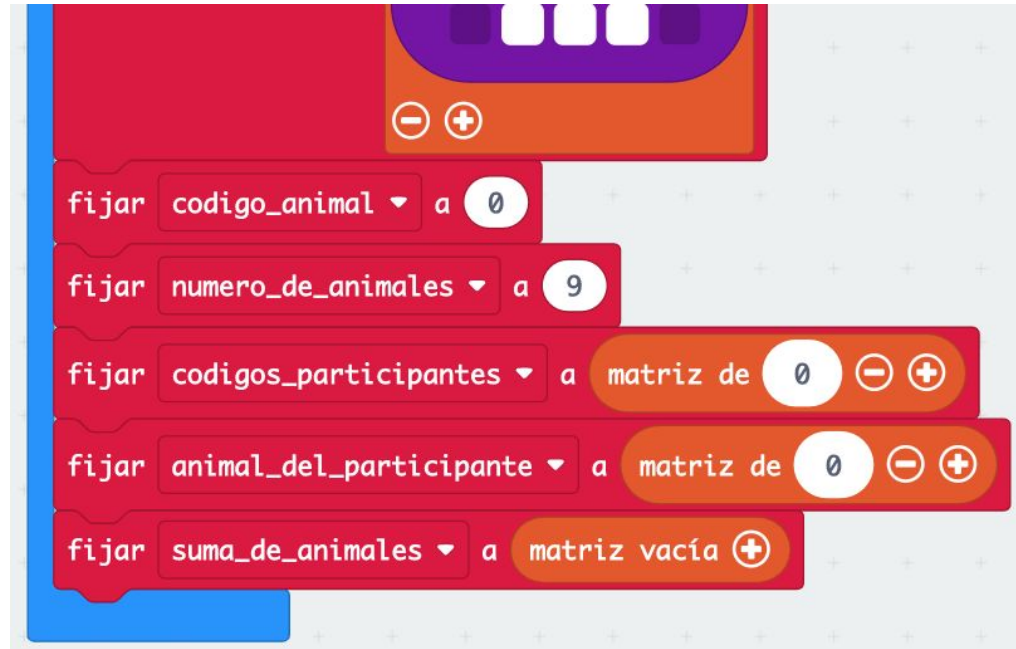 fijar codigo_animal a 0
fijar numero_de_animales a 9
fijar codigos_participantes a matriz de 0
fijar animal_del_participante a matriz de 0
fijar suma_de_animales a matriz vacía